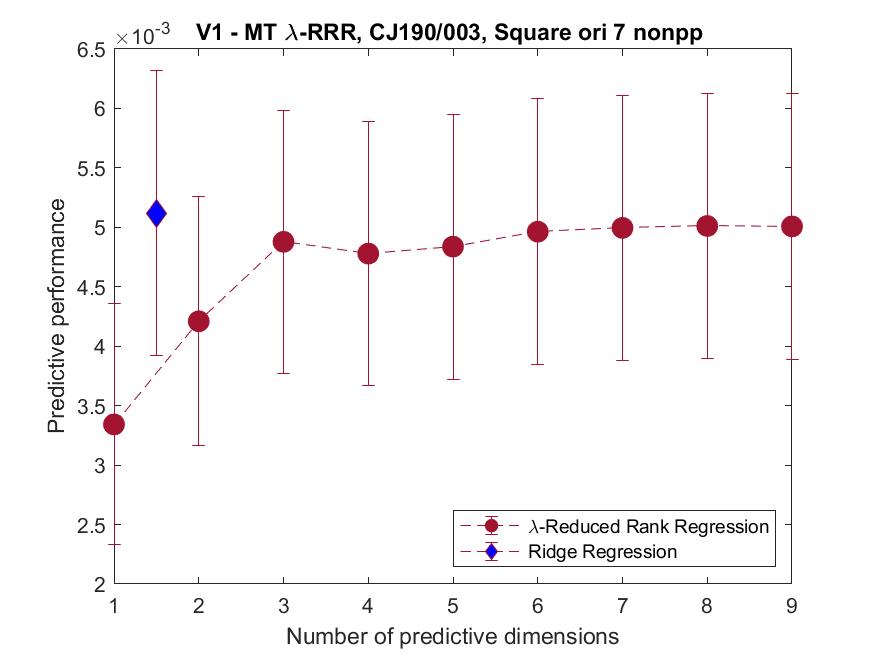 ×10-3
V1 - MT λ-RRR, CJ190/003, Square ori 7 nonpp
6.5
6
5.5
5
4.5
4
3.5
3
2.5
2
Predictive performance
1 2 3 4 5 6 7 8 9
Number of predictive dimensions
λ-Reduced Rank Regression
Ridge Regression